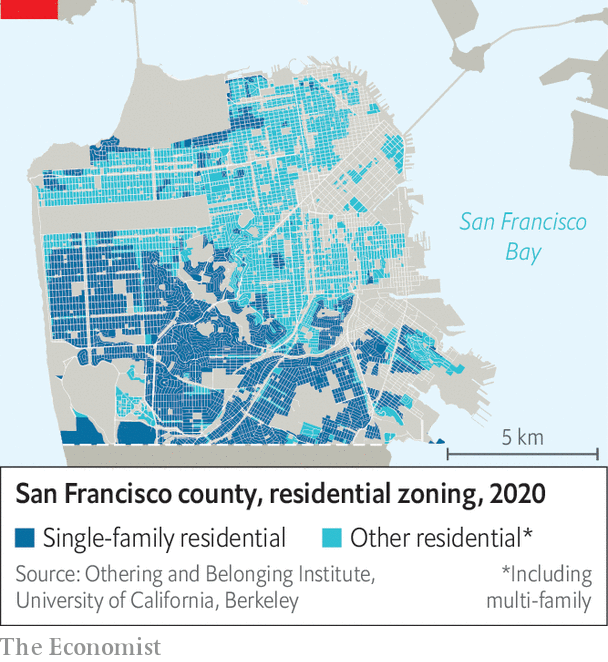 San Francisco
Bay
5 km
San Francisco county, residential zoning, 2020
Single-family residential
Other residential*
Source: Othering and Belonging Institute,
University of California, Berkeley
*Including
multi-family
The Economist